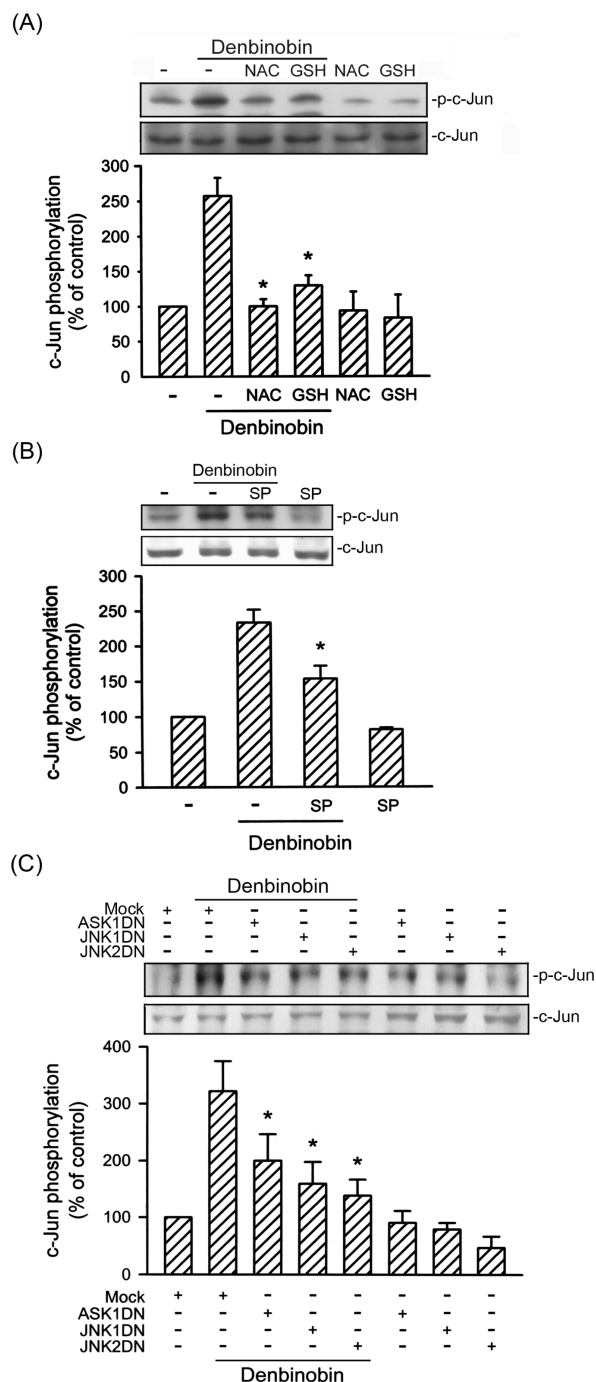 (A)
Denbinobin
- - NAC GSH NAC GSH
-p-c-Jun
-c-Jun
c-Jun phosphorylation
(% of control)
300
250
200
150
100
50
0
* *
- - NAC GSH NAC GSH
Denbinobin
(B)
Denbinobin
- - SP SP
-p-c-Jun
-c-Jun
c-Jun phosphorylation
(% of control)
300
250
200
150
100
50
0
*
- - SP SP
Denbinobin
(C)
Denbinobin
Mock + + - - - - - -
ASK1DN - - + - - + - -
JNK1DN - - - + - - + -
JNK2DN - - - - + - - +
-p-c-Jun
-c-Jun
c-Jun phosphorylation
(% of control)
400
300
200
100
0
* * *
Mock + + - - - - - -
ASK1DN - - + - - + - -
JNK1DN - - - + - - + -
JNK2DN - - - - + - - +
Denbinobin